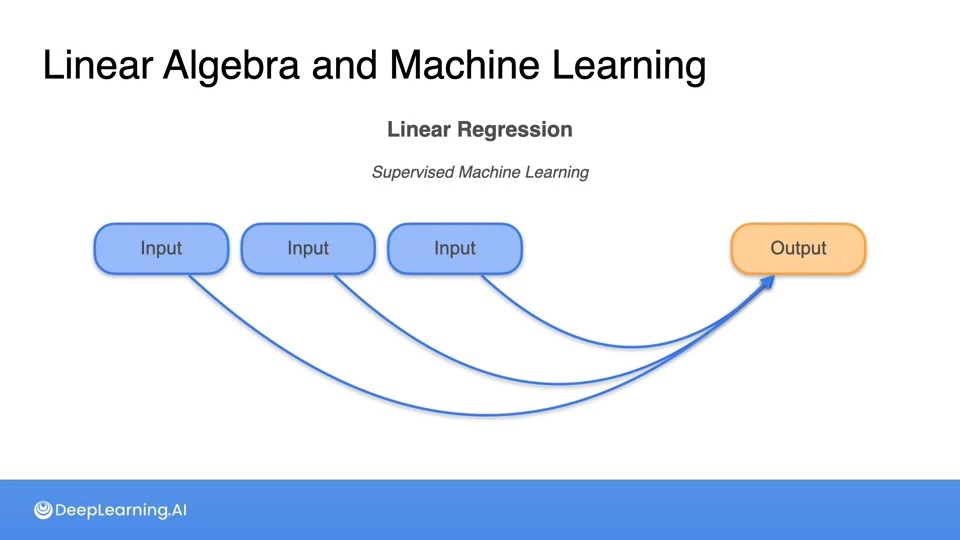 Linear Algebra and Machine Learning
Linear Regression
Supervised Machine Learning
Input Input Input Output
DeepLearning.AI